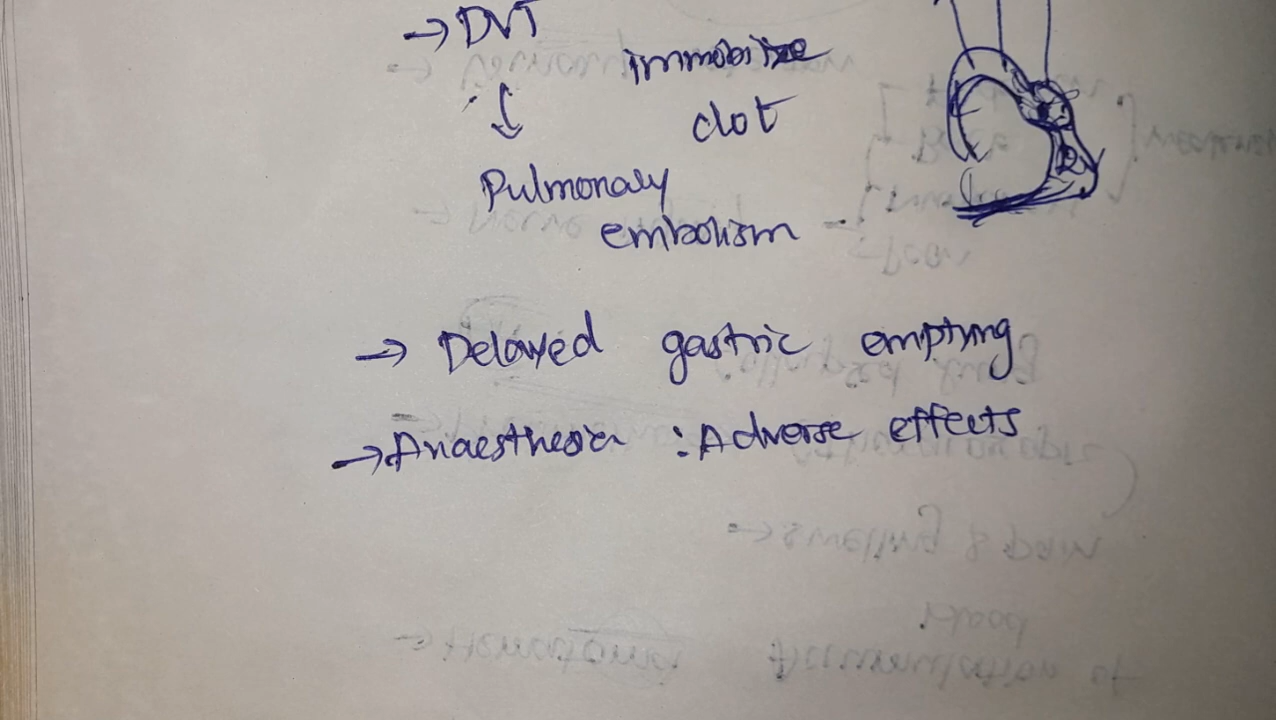 → DVT
immobilize
↓ clot
Pulmonary
embolism -
→ Delayed gastric emptying
→ Anaesthesia : Adverse effects